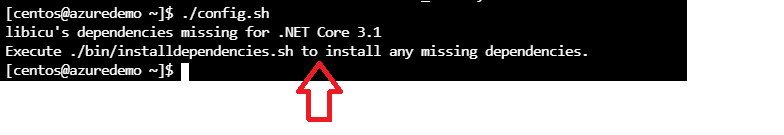 [centos@azuredemo ~]$ ./config.sh
libicu's dependencies missing for .NET Core 3.1
Execute ./bin/installdependencies.sh to install any missing dependencies.
[centos@azuredemo ~]$